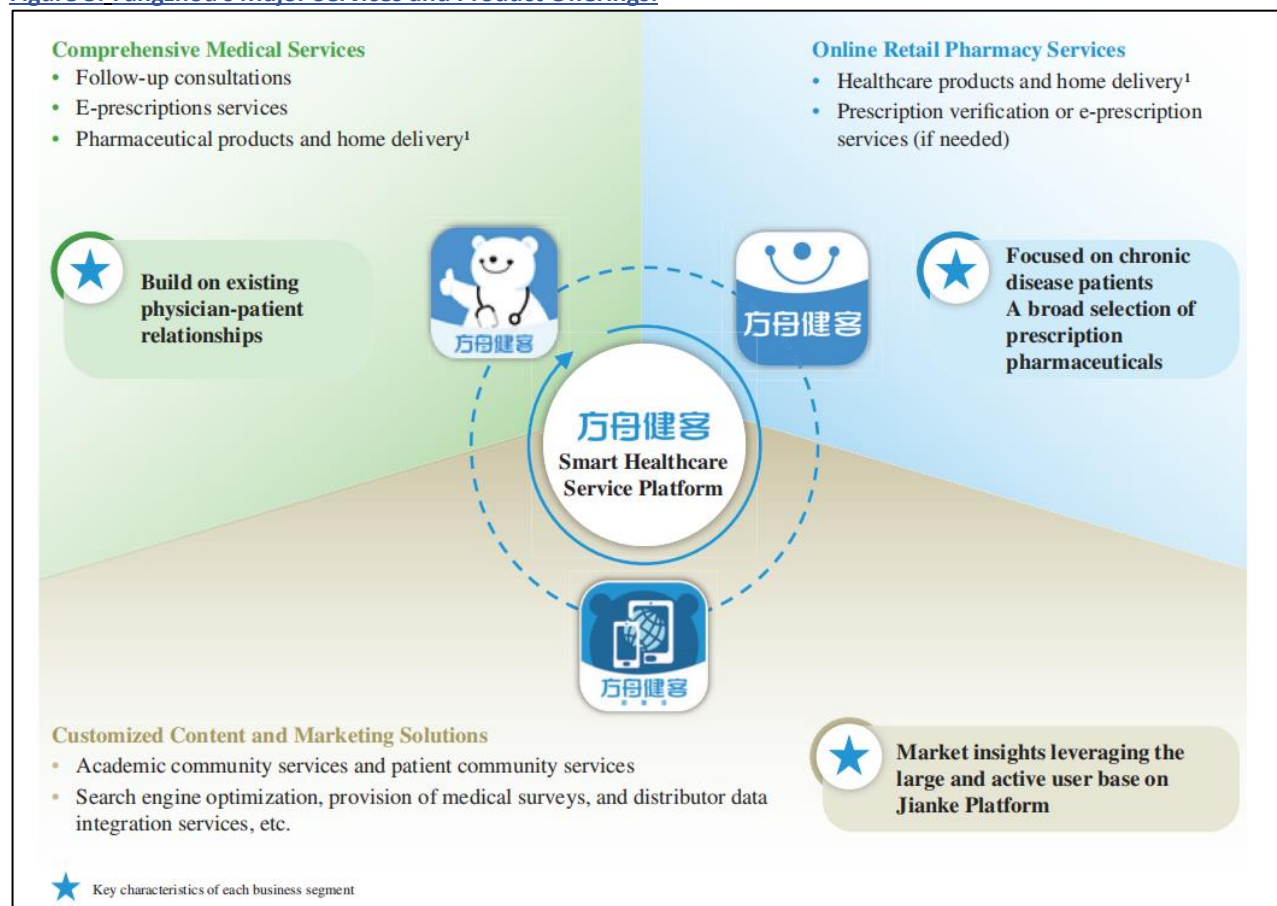 Comprehensive Medical Services
• Follow-up consultations
• E-prescriptions services
• Pharmaceutical products and home delivery¹
Online Retail Pharmacy Services
• Healthcare products and home delivery¹
• Prescription verification or e-prescription
services (if needed)
Build on existing
physician-patient
relationships
方舟健客
方舟健客
Focused on chronic
disease patients
A broad selection of
prescription
pharmaceuticals
方舟健客
Smart Healthcare
Service Platform
方舟健客
Customized Content and Marketing Solutions
• Academic community services and patient community services
• Search engine optimization, provision of medical surveys, and distributor data
integration services, etc.
Market insights leveraging the
large and active user base on
Jianke Platform
Key characteristics of each business segment